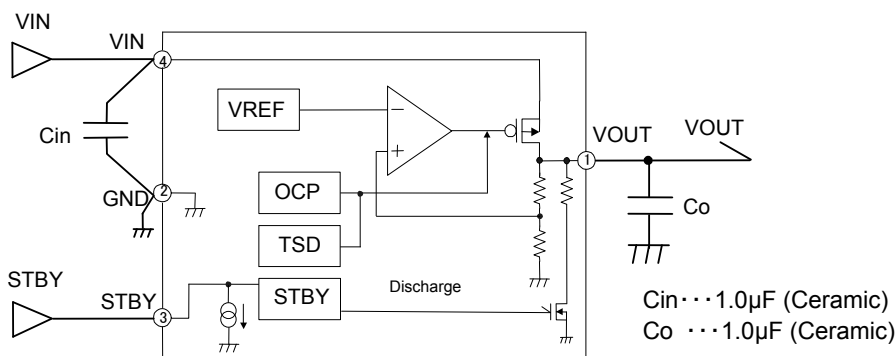 VIN
VIN
4
VREF
−
+
VOUT
VOUT
1
Cin
GND
2
OCP
TSD
Co
STBY
STBY
3
STBY
Discharge
Cin･･･1.0μF (Ceramic)
Co ･･･1.0μF (Ceramic)